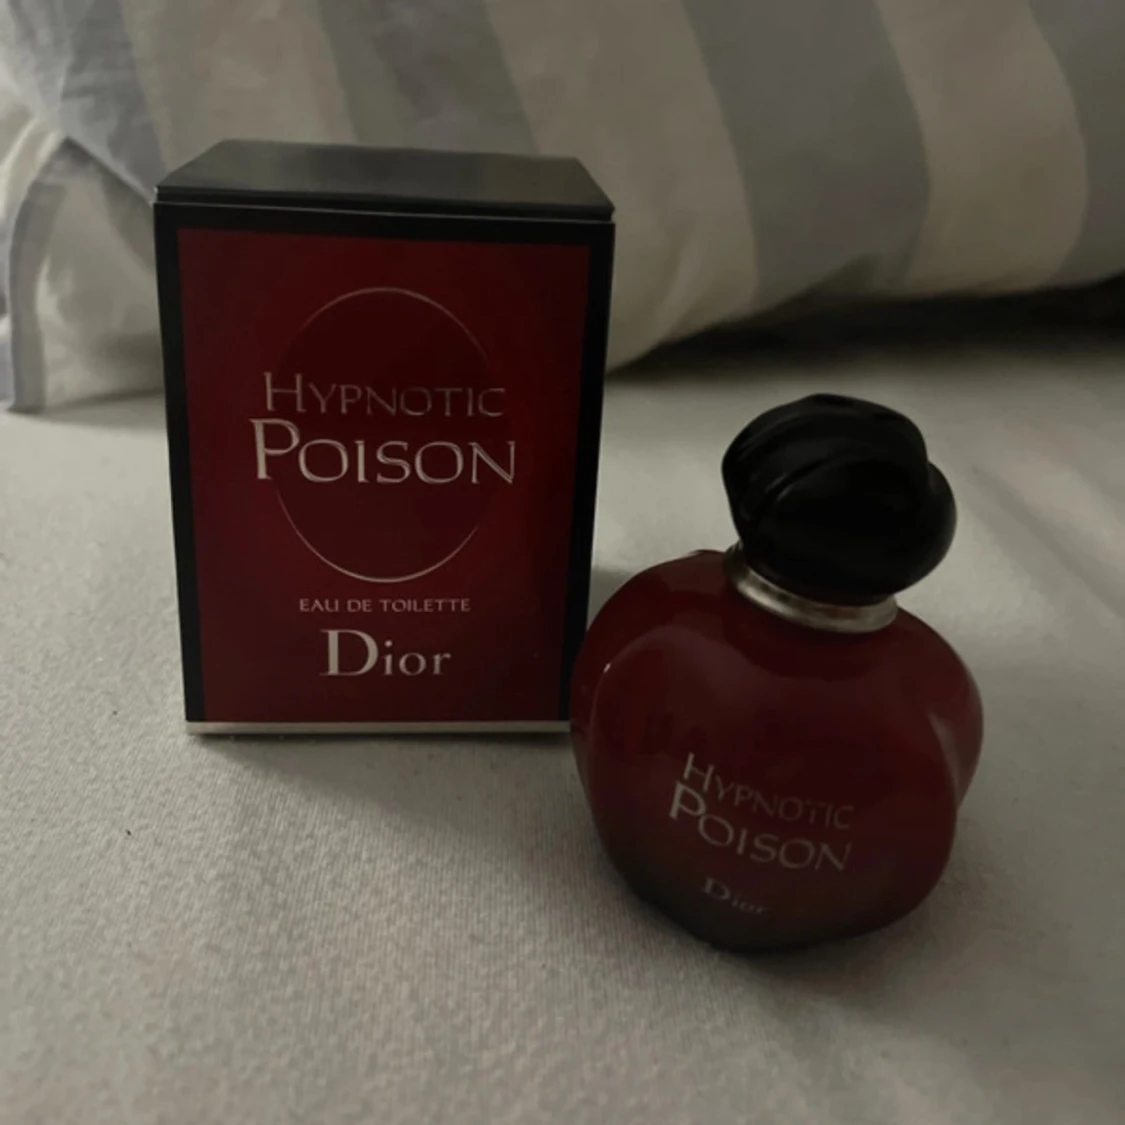 HYPNOTIC
POISON
EAU DE TOILETTE
Dior
HYPNOTIC
POISON
Dior